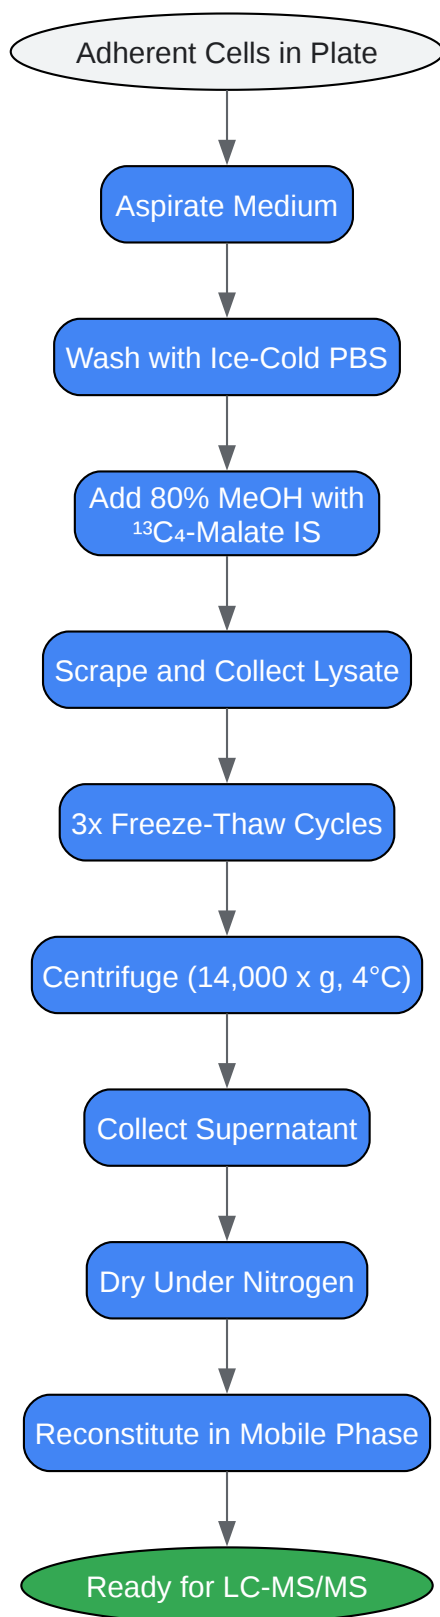 Adherent Cells in Plate
Aspirate Medium
Wash with Ice-Cold PBS
Add 80% MeOH with
¹³C₄-Malate IS
Scrape and Collect Lysate
3x Freeze-Thaw Cycles
Centrifuge (14,000 x g, 4°C)
Collect Supernatant
Dry Under Nitrogen
Reconstitute in Mobile Phase
Ready for LC-MS/MS